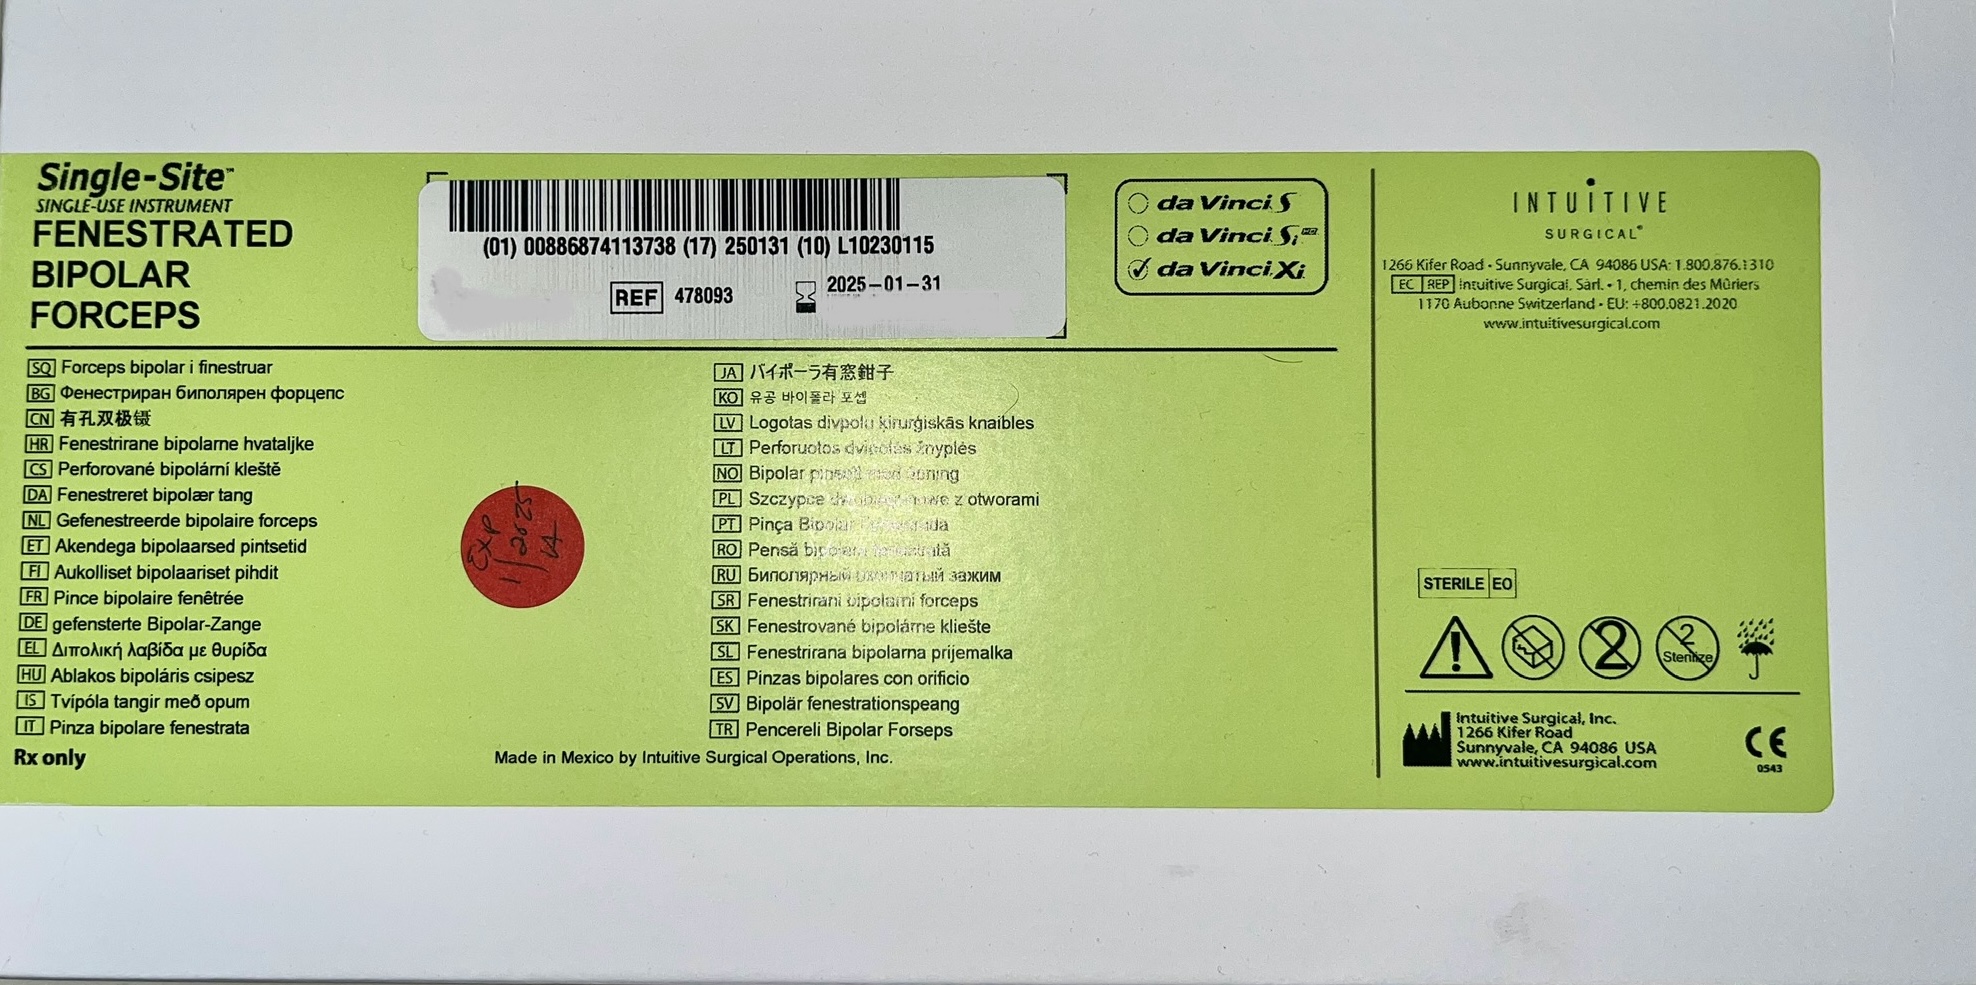 Single-Site™
SINGLE-USE INSTRUMENT
FENESTRATED
BIPOLAR
FORCEPS
(01) 00886874113738 (17) 250131 (10) L10230115
REF 478093
2025-01-31
da Vinci S
da Vinci Si HD
da Vinci Xi
SQ Forceps bipolar i finestruar
BG Фенестриран биполярен форцепс
CN 有孔双极镊
HR Fenestrirane bipolarne hvataljke
CS Perforované bipolární kleště
DA Fenestreret bipolær tang
NL Gefenestreerde bipolaire forceps
ET Akendega bipolaarsed pintsetid
FI Aukolliset bipolaariset pihdit
FR Pince bipolaire fenêtrée
DE gefensterte Bipolar-Zange
EL Διπολική λαβίδα με θυρίδα
HU Ablakos bipoláris csipesz
IS Tvípóla tangir með opum
IT Pinza bipolare fenestrata
Rx only
EXP
1/2025
JA バイポーラ有窓鉗子
KO 유공 바이폴라 포셉
LV Logotas divpolu ķirurģiskās knaibles
LT Perforuotos dvipolės žnyplės
NO Bipolar
PL Szczypce z otworami
PT Pinça Bipolar
RO Pensă bipolară
RU Биполярный зажим
SR Fenestrirani bipolarni forceps
SK Fenestrované bipolárne kliešte
SL Fenestrirana bipolarna prijemalka
ES Pinzas bipolares con orificio
SV Bipolär fenestrationspeang
TR Pencereli Bipolar Forseps
Made in Mexico by Intuitive Surgical Operations, Inc.
INTUITIVE
SURGICAL®
1266 Kifer Road • Sunnyvale, CA 94086 USA: 1.800.876.1310
EC REP Intuitive Surgical, Sàrl. • 1, chemin des Mûriers
1170 Aubonne Switzerland • EU: +800.0821.2020
www.intuitivesurgical.com
STERILE EO
2
2
Sterilize
Intuitive Surgical, Inc.
1266 Kifer Road
Sunnyvale, CA 94086 USA
www.intuitivesurgical.com
CE
0543